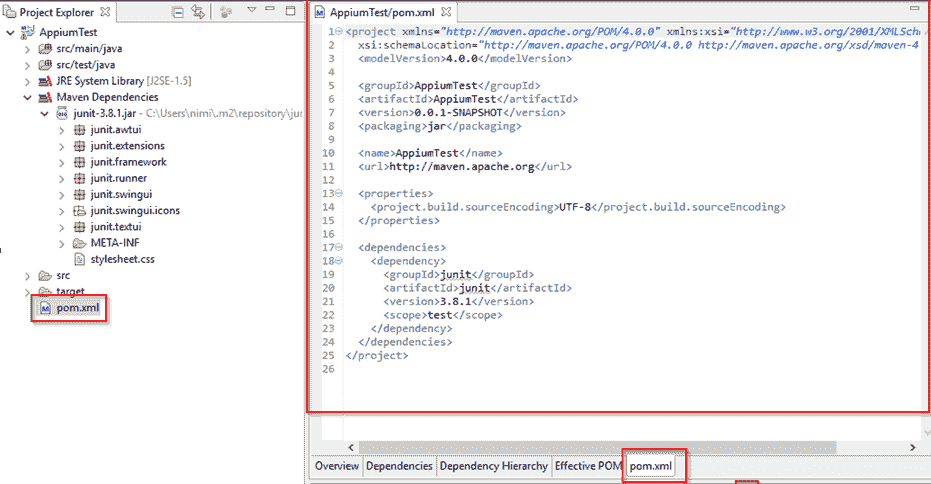 Project Explorer
AppiumTest
src/main/java
src/test/java
JRE System Library [J2SE-1.5]
Maven Dependencies
junit-3.8.1.jar - C:\Users\nimi\.m2\repository\jun
junit.awtui
junit.extensions
junit.framework
junit.runner
junit.swingui
junit.swingui.icons
junit.textui
META-INF
stylesheet.css
src
target
pom.xml
AppiumTest/pom.xml
1 <project xmlns="http://maven.apache.org/POM/4.0.0" xmlns:xsi="http://www.w3.org/2001/XMLSche
2 xsi:schemaLocation="http://maven.apache.org/POM/4.0.0 http://maven.apache.org/xsd/maven-4
3 <modelVersion>4.0.0</modelVersion>
4
5 <groupId>AppiumTest</groupId>
6 <artifactId>AppiumTest</artifactId>
7 <version>0.0.1-SNAPSHOT</version>
8 <packaging>jar</packaging>
9
10 <name>AppiumTest</name>
11 <url>http://maven.apache.org</url>
12
13 <properties>
14 <project.build.sourceEncoding>UTF-8</project.build.sourceEncoding>
15 </properties>
16
17 <dependencies>
18 <dependency>
19 <groupId>junit</groupId>
20 <artifactId>junit</artifactId>
21 <version>3.8.1</version>
22 <scope>test</scope>
23 </dependency>
24 </dependencies>
25 </project>
26
Overview Dependencies Dependency Hierarchy Effective POM pom.xml